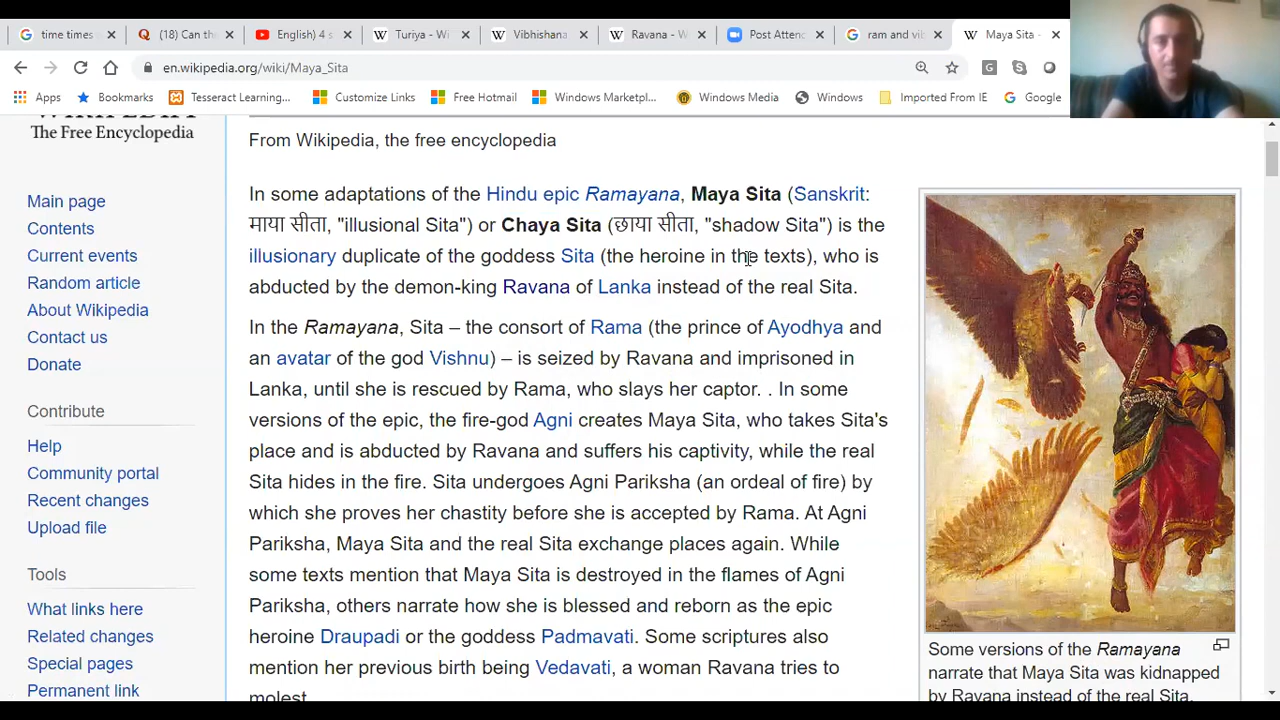 time times
(18) Can the
English) 4 s
Turiya - Wi
Vibhishana
Ravana - W
Post Attend
ram and vib
Maya Sita -
en.wikipedia.org/wiki/Maya_Sita
Apps
Bookmarks
Tesseract Learning...
Customize Links
Free Hotmail
Windows Marketpl...
Windows Media
Windows
Imported From IE
Google
The Free Encyclopedia
Main page
Contents
Current events
Random article
About Wikipedia
Contact us
Donate
Contribute
Help
Community portal
Recent changes
Upload file
Tools
What links here
Related changes
Special pages
Permanent link
From Wikipedia, the free encyclopedia
In some adaptations of the Hindu epic Ramayana, Maya Sita (Sanskrit:
माया सीता, "illusional Sita") or Chaya Sita (छाया सीता, "shadow Sita") is the
illusionary duplicate of the goddess Sita (the heroine in the texts), who is
abducted by the demon-king Ravana of Lanka instead of the real Sita.
In the Ramayana, Sita – the consort of Rama (the prince of Ayodhya and
an avatar of the god Vishnu) – is seized by Ravana and imprisoned in
Lanka, until she is rescued by Rama, who slays her captor. . In some
versions of the epic, the fire-god Agni creates Maya Sita, who takes Sita's
place and is abducted by Ravana and suffers his captivity, while the real
Sita hides in the fire. Sita undergoes Agni Pariksha (an ordeal of fire) by
which she proves her chastity before she is accepted by Rama. At Agni
Pariksha, Maya Sita and the real Sita exchange places again. While
some texts mention that Maya Sita is destroyed in the flames of Agni
Pariksha, others narrate how she is blessed and reborn as the epic
heroine Draupadi or the goddess Padmavati. Some scriptures also
mention her previous birth being Vedavati, a woman Ravana tries to
molest.
Some versions of the Ramayana
narrate that Maya Sita was kidnapped
by Ravana instead of the real Sita.